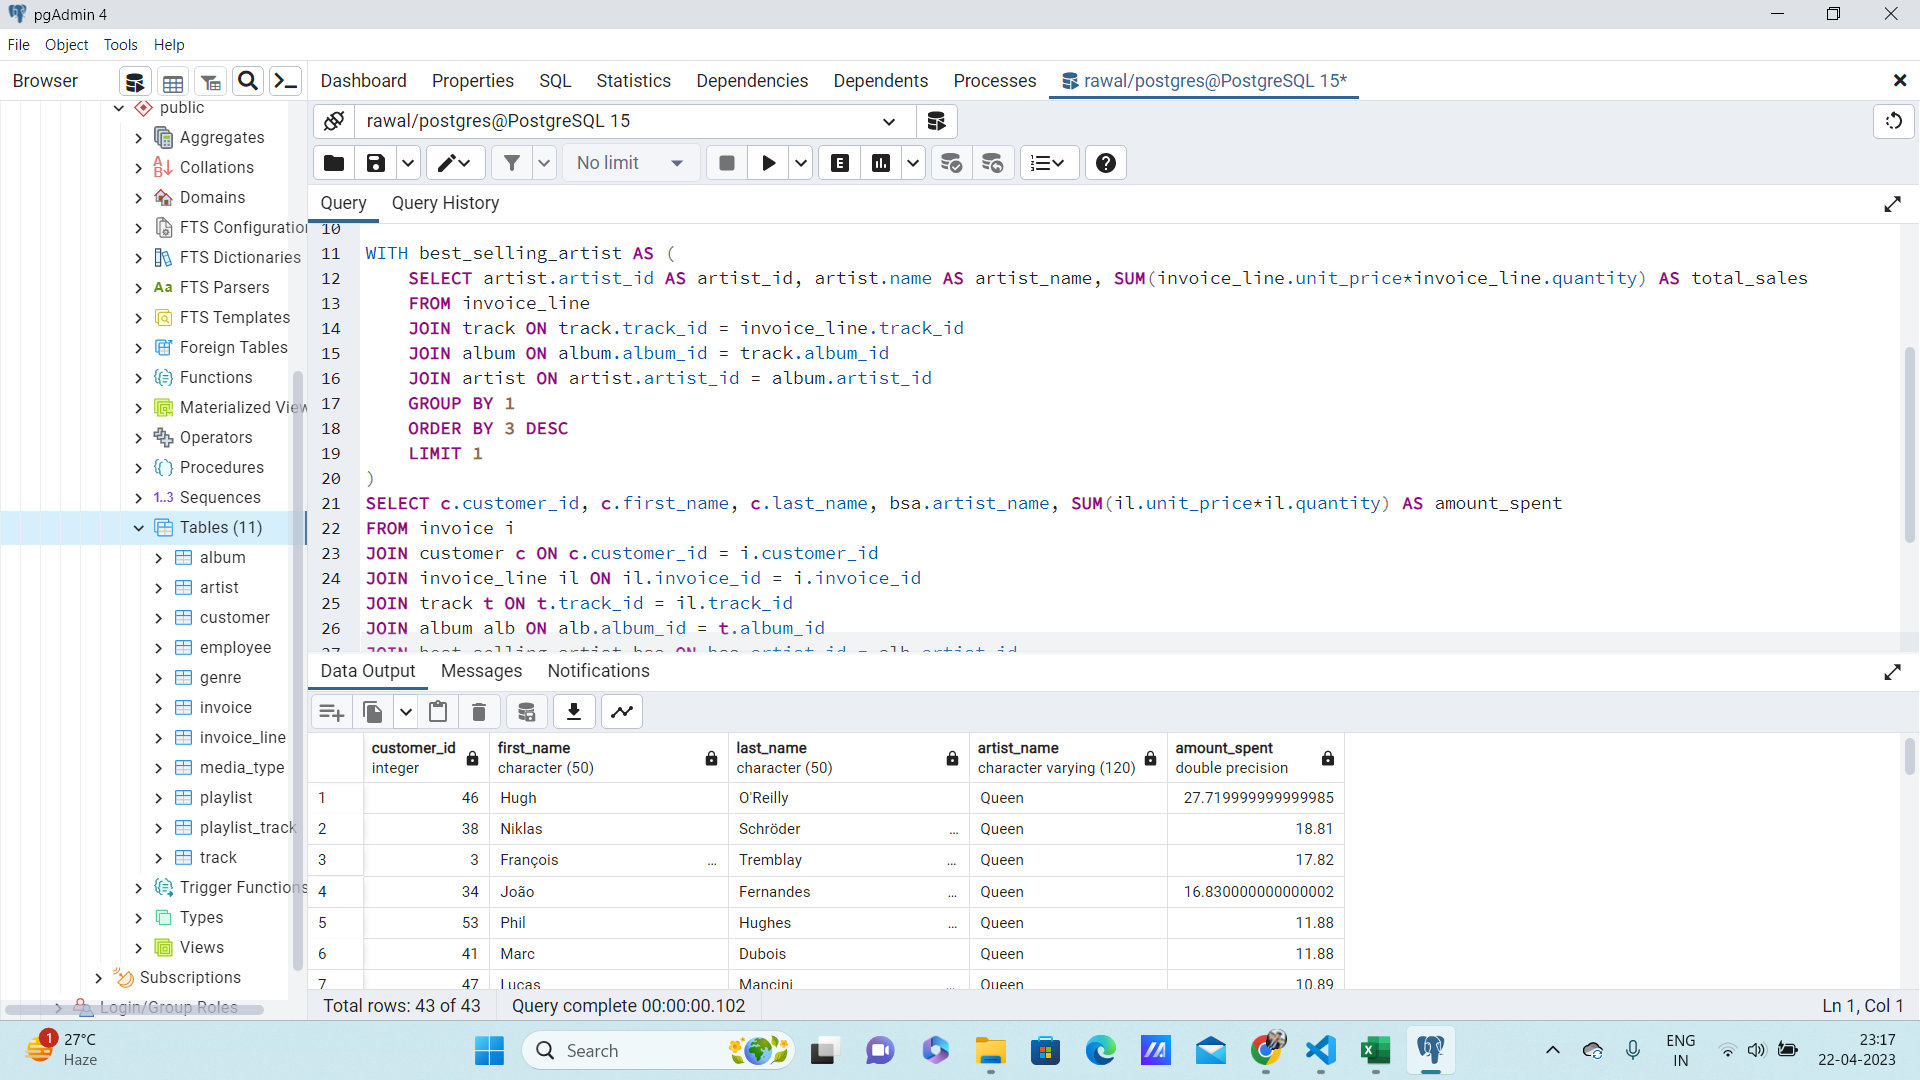 pgAdmin 4
File Object Tools Help
Browser
Dashboard Properties SQL Statistics Dependencies Dependents Processes rawal/postgres@PostgreSQL 15*
public
Aggregates
Collations
Domains
FTS Configuration
FTS Dictionaries
FTS Parsers
FTS Templates
Foreign Tables
Functions
Materialized View
Operators
Procedures
1..3 Sequences
Tables (11)
album
artist
customer
employee
genre
invoice
invoice_line
media_type
playlist
playlist_track
track
Trigger Functions
Types
Views
Subscriptions
Login/Group Roles
rawal/postgres@PostgreSQL 15
No limit
Query Query History
10
11 WITH best_selling_artist AS (
12 SELECT artist.artist_id AS artist_id, artist.name AS artist_name, SUM(invoice_line.unit_price*invoice_line.quantity) AS total_sales
13 FROM invoice_line
14 JOIN track ON track.track_id = invoice_line.track_id
15 JOIN album ON album.album_id = track.album_id
16 JOIN artist ON artist.artist_id = album.artist_id
17 GROUP BY 1
18 ORDER BY 3 DESC
19 LIMIT 1
20 )
21 SELECT c.customer_id, c.first_name, c.last_name, bsa.artist_name, SUM(il.unit_price*il.quantity) AS amount_spent
22 FROM invoice i
23 JOIN customer c ON c.customer_id = i.customer_id
24 JOIN invoice_line il ON il.invoice_id = i.invoice_id
25 JOIN track t ON t.track_id = il.track_id
26 JOIN album alb ON alb.album_id = t.album_id
27 JOIN best_selling_artist bsa ON bsa.artist_id = alb.artist_id
Data Output Messages Notifications
customer_id first_name last_name artist_name amount_spent
integer character (50) character (50) character varying (120) double precision
1 46 Hugh O'Reilly Queen 27.719999999999985
2 38 Niklas Schröder ... Queen 18.81
3 3 François ... Tremblay ... Queen 17.82
4 34 João Fernandes ... Queen 16.830000000000002
5 53 Phil Hughes ... Queen 11.88
6 41 Marc Dubois Queen 11.88
7 47 Lucas Mancini ... Queen 10.89
Total rows: 43 of 43 Query complete 00:00:00.102 Ln 1, Col 1
1 27°C
Haze
Search
ENG
IN
23:17
22-04-2023